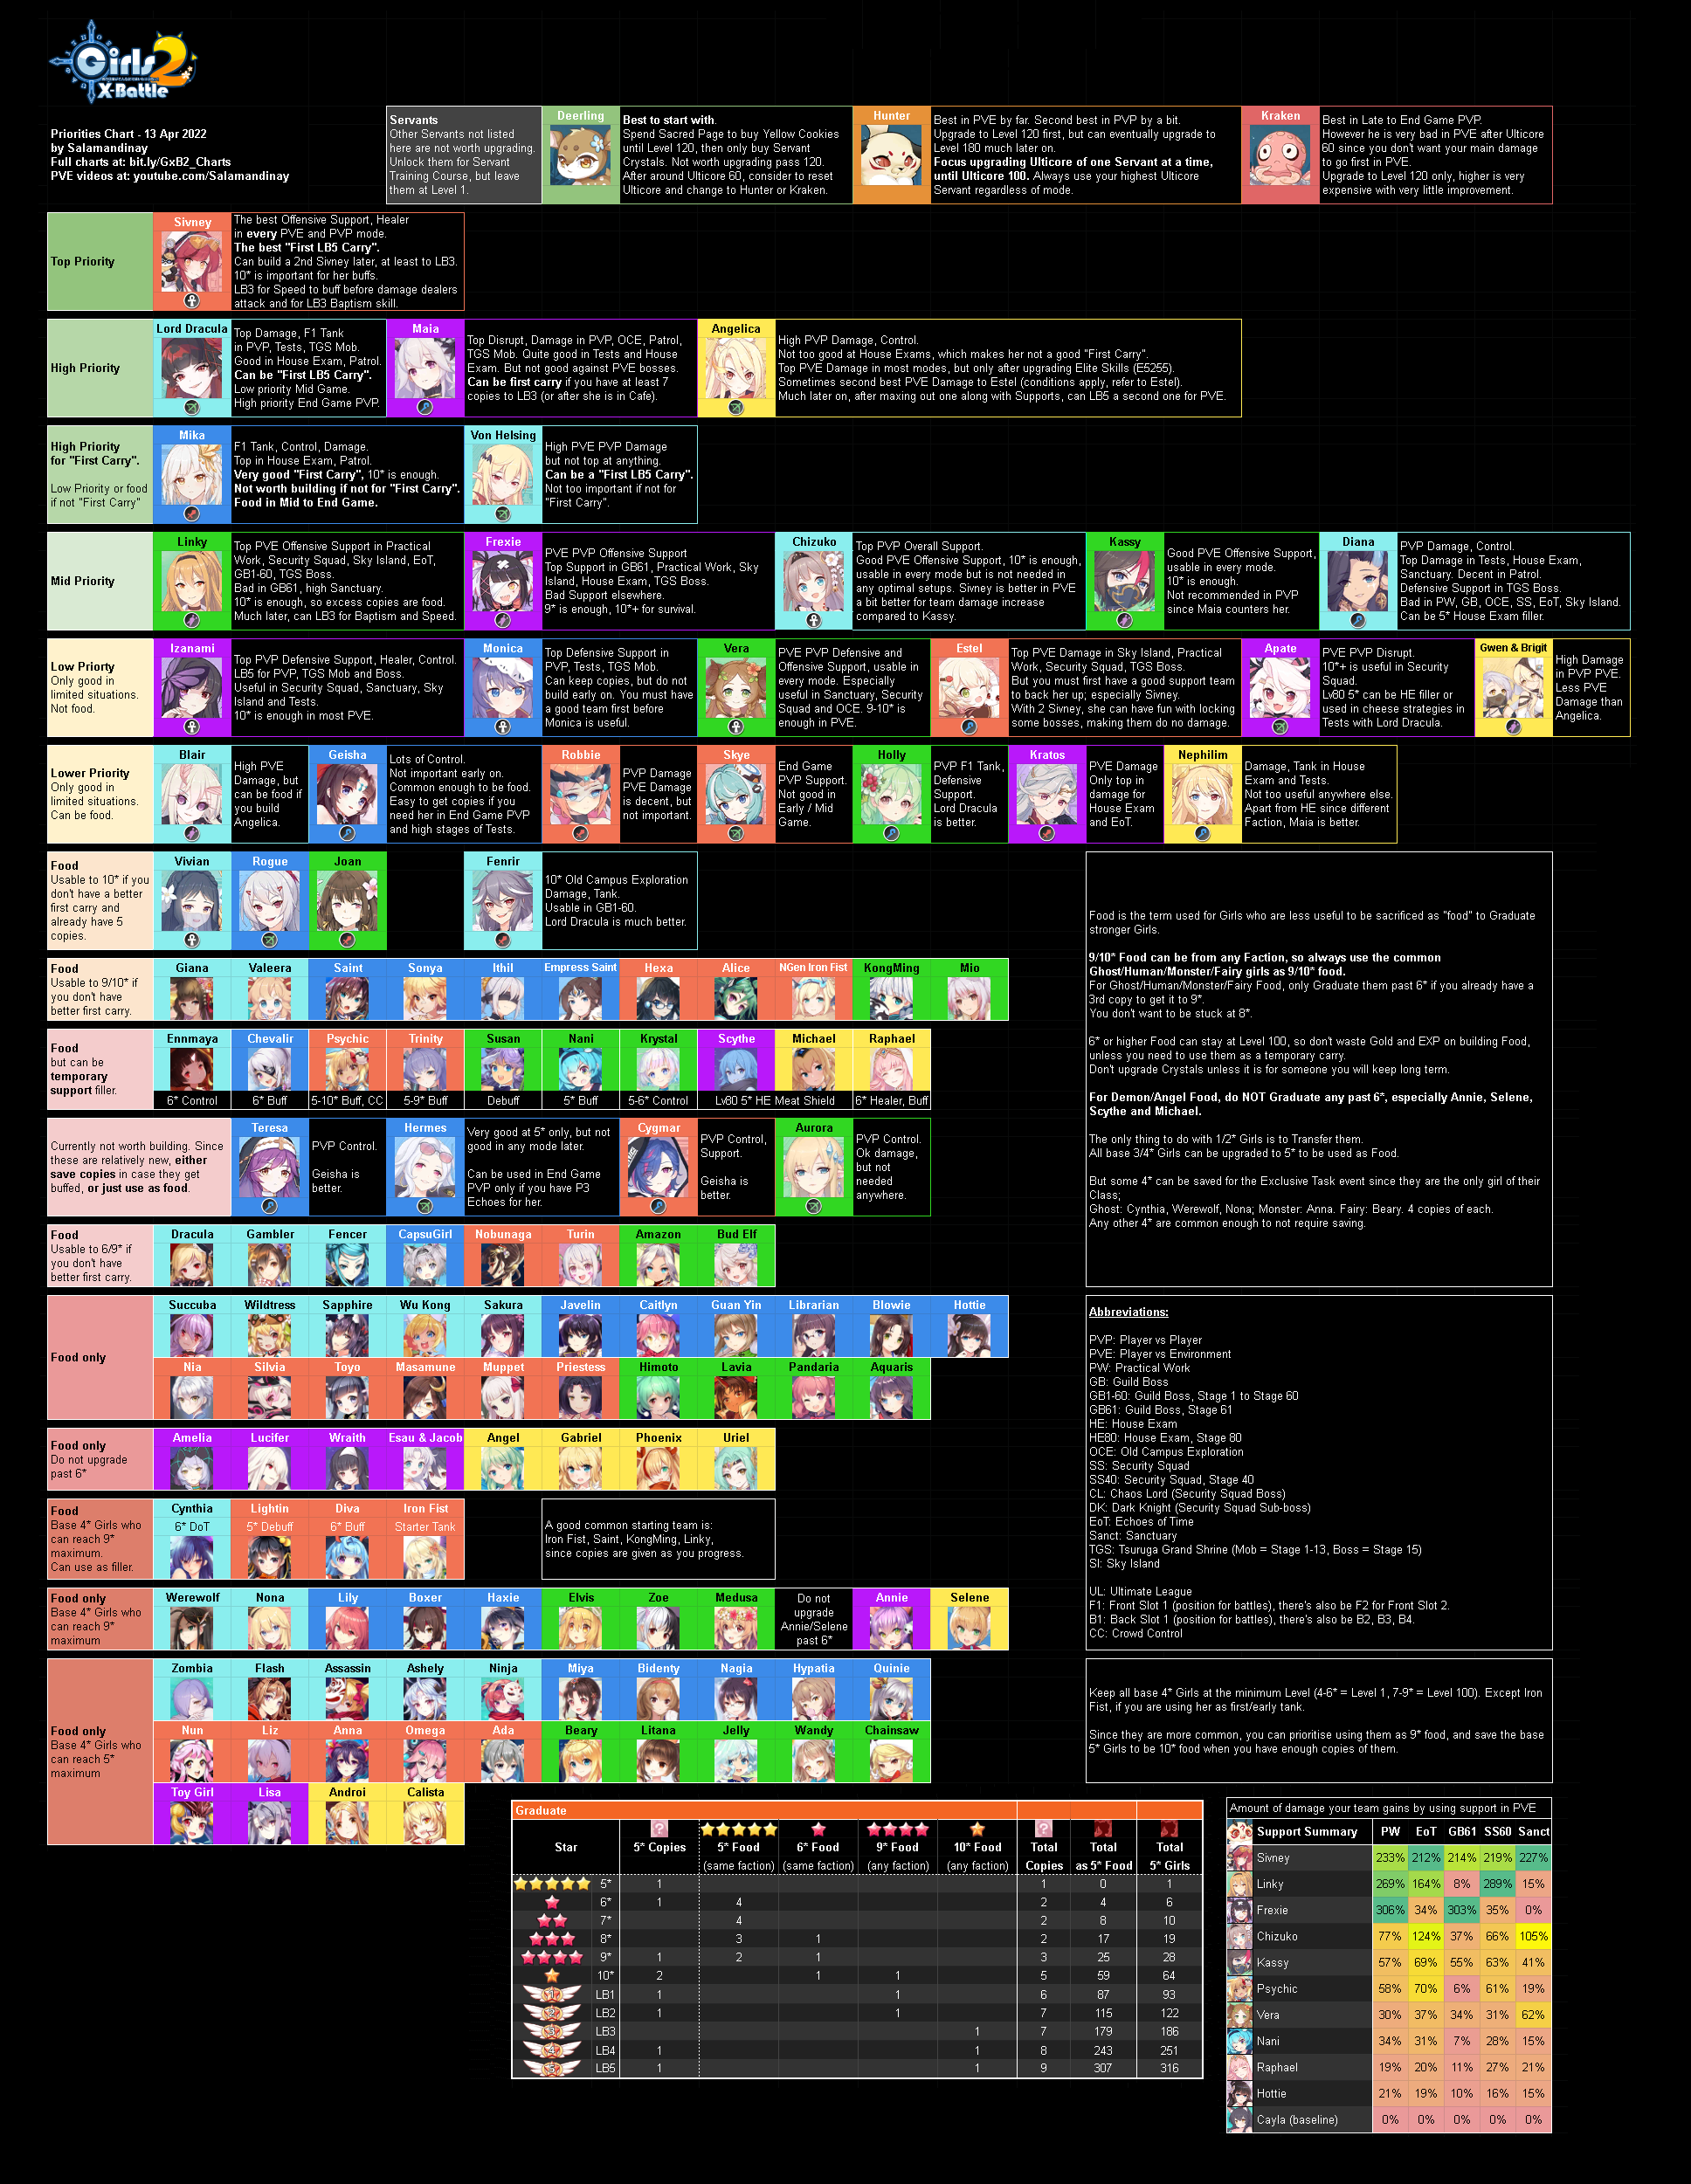 Girls 2
X-Battle
Priorities Chart - 13 Apr 2022
by Salamandinay
Full charts at: bit.ly/GxB2_Charts
PVE videos at: youtube.com/Salamandinay
Servants
Other Servants not listed
here are not worth upgrading.
Unlock them for Servant
Training Course, but leave
them at Level 1.
Deerling
Best to start with.
Spend Sacred Page to buy Yellow Cookies
until Level 120, then only buy Servant
Crystals. Not worth upgrading pass 120.
After around Ulticore 60, consider to reset
Ulticore and change to Hunter or Kraken.
Hunter
Best in PVE by far. Second best in PVP by a bit.
Upgrade to Level 120 first, but can eventually upgrade to
Level 180 much later on.
Focus upgrading Ulticore of one Servant at a time,
until Ulticore 100. Always use your highest Ulticore
Servant regardless of mode.
Kraken
Best in Late to End Game PVP.
However he is very bad in PVE after Ulticore
60 since you don't want your main damage
to go first in PVE.
Upgrade to Level 120 only, higher is very
expensive with very little improvement.
Top Priority
Sivney
The best Offensive Support, Healer
in every PVE and PVP mode.
The best "First LB5 Carry".
Can build a 2nd Sivney later, at least to LB3.
10* is important for her buffs.
LB3 for Speed to buff before damage dealers
attack and for LB3 Baptism skill.
High Priority
Lord Dracula
Top Damage, F1 Tank
in PVP, Tests, TGS Mob.
Good in House Exam, Patrol.
Can be "First LB5 Carry".
Low priority Mid Game.
High priority End Game PVP.
Maia
Top Disrupt, Damage in PVP, OCE, Patrol,
TGS Mob. Quite good in Tests and House
Exam. But not good against PVE bosses.
Can be first carry if you have at least 7
copies to LB3 (or after she is in Cafe).
Angelica
High PVP Damage, Control.
Not too good at House Exams, which makes her not a good "First Carry".
Top PVE Damage in most modes, but only after upgrading Elite Skills (E5255).
Sometimes second best PVE Damage to Estel (conditions apply, refer to Estel).
Much later on, after maxing out one along with Supports, can LB5 a second one for PVE.
High Priority
for "First Carry".
Low Priority or food
if not "First Carry"
Mika
F1 Tank, Control, Damage.
Top in House Exam, Patrol.
Very good "First Carry", 10* is enough.
Not worth building if not for "First Carry".
Food in Mid to End Game.
Von Helsing
High PVE PVP Damage
but not top at anything.
Can be a "First LB5 Carry".
Not too important if not for
"First Carry".
Mid Priority
Linky
Top PVE Offensive Support in Practical
Work, Security Squad, Sky Island, EoT,
GB1-60, TGS Boss.
Bad in GB61, high Sanctuary.
10* is enough, so excess copies are food.
Much later, can LB3 for Baptism and Speed.
Frexie
PVE PVP Offensive Support
Top Support in GB61, Practical Work, Sky
Island, House Exam, TGS Boss.
Bad Support elsewhere.
9* is enough, 10*+ for survival.
Chizuko
Top PVP Overall Support.
Good PVE Offensive Support, 10* is enough,
usable in every mode but is not needed in
any optimal setups. Sivney is better in PVE
a bit better for team damage increase
compared to Kassy.
Kassy
Good PVE Offensive Support,
usable in every mode.
10* is enough.
Not recommended in PVP
since Maia counters her.
Diana
PVP Damage, Control.
Top Damage in Tests, House Exam,
Sanctuary. Decent in Patrol.
Defensive Support in TGS Boss.
Bad in PW, GB, OCE, SS, EoT, Sky Island.
Can be 5* House Exam filler.
Low Priorty
Only good in
limited situations.
Not food.
Izanami
Top PVP Defensive Support, Healer, Control.
LB5 for PVP, TGS Mob and Boss.
Useful in Security Squad, Sanctuary, Sky
Island and Tests.
10* is enough in most PVE.
Monica
Top Defensive Support in
PVP, Tests, TGS Mob.
Can keep copies, but do not
build early on. You must have
a good team first before
Monica is useful.
Vera
PVE PVP Defensive and
Offensive Support, usable in
every mode. Especially
useful in Sanctuary, Security
Squad and OCE. 9-10* is
enough in PVE.
Estel
Top PVE Damage in Sky Island, Practical
Work, Security Squad, TGS Boss.
But you must first have a good support team
to back her up; especially Sivney.
With 2 Sivney, she can have fun with locking
some bosses, making them do no damage.
Apate
PVE PVP Disrupt.
10*+ is useful in Security
Squad.
Lv80 5* can be HE filler or
used in cheese strategies in
Tests with Lord Dracula.
Gwen & Brigit
High Damage
in PVP PVE.
Less PVE
Damage than
Angelica.
Lower Priority
Only good in
limited situations.
Can be food.
Blair
High PVE
Damage, but
can be food if
you build
Angelica.
Geisha
Lots of Control.
Not important early on.
Common enough to be food.
Easy to get copies if you
need her in End Game PVP
and high stages of Tests.
Robbie
PVP Damage
PVE Damage
is decent, but
not important.
Skye
End Game
PVP Support.
Not good in
Early / Mid
Game.
Holly
PVP F1 Tank,
Defensive
Support.
Lord Dracula
is better.
Kratos
PVE Damage
Only top in
damage for
House Exam
and EoT.
Nephilim
Damage, Tank in House
Exam and Tests.
Not too useful anywhere else.
Apart from HE since different
Faction, Maia is better.
Food
Usable to 10* if you
don't have a better
first carry and
already have 5
copies.
Vivian
Rogue
Joan
Fenrir
10* Old Campus Exploration
Damage, Tank.
Usable in GB1-60.
Lord Dracula is much better.
Food is the term used for Girls who are less useful to be sacrificed as "food" to Graduate
stronger Girls.
9/10* Food can be from any Faction, so always use the common
Ghost/Human/Monster/Fairy girls as 9/10* food.
For Ghost/Human/Monster/Fairy Food, only Graduate them past 6* if you already have a
3rd copy to get it to 9*.
You don't want to be stuck at 8*.
6* or higher Food can stay at Level 100, so don't waste Gold and EXP on building Food,
unless you need to use them as a temporary carry.
Don't upgrade Crystals unless it is for someone you will keep long term.
For Demon/Angel Food, do NOT Graduate any past 6*, especially Annie, Selene,
Scythe and Michael.
The only thing to do with 1/2* Girls is to Transfer them.
All base 3/4* Girls can be upgraded to 5* to be used as Food.
But some 4* can be saved for the Exclusive Task event since they are the only girl of their
Class;
Ghost: Cynthia, Werewolf, Nona; Monster: Anna. Fairy: Beary. 4 copies of each.
Any other 4* are common enough to not require saving.
Food
Usable to 9/10* if
you don't have
better first carry.
Giana Valeera Saint Sonya Ithil Empress Saint Hexa Alice NGen Iron Fist KongMing Mio
Food
but can be
temporary
support filler.
Ennmaya Chevalir Psychic Trinity Susan Nani Krystal Scythe Michael Raphael
6* Control 6* Buff 5-10* Buff, CC 5-9* Buff Debuff 5* Buff 5-6* Control Lv80 5* HE Meat Shield 6* Healer, Buff
Currently not worth building. Since
these are relatively new, either
save copies in case they get
buffed, or just use as food.
Teresa
PVP Control.
Geisha is
better.
Hermes
Very good at 5* only, but not
good in any mode later.
Can be used in End Game
PVP only if you have P3
Echoes for her.
Cygmar
PVP Control,
Support.
Geisha is
better.
Aurora
PVP Control.
Ok damage,
but not
needed
anywhere.
Food
Usable to 6/9* if
you don't have
better first carry.
Dracula Gambler Fencer CapsuGirl Nobunaga Turin Amazon Bud Elf
Food only
Succuba Wildtress Sapphire Wu Kong Sakura Javelin Caitlyn Guan Yin Librarian Blowie Hottie
Nia Silvia Toyo Masamune Muppet Priestess Himoto Lavia Pandaria Aquaris
Abbreviations:
PVP: Player vs Player
PVE: Player vs Environment
PW: Practical Work
GB: Guild Boss
GB1-60: Guild Boss, Stage 1 to Stage 60
GB61: Guild Boss, Stage 61
HE: House Exam
HE80: House Exam, Stage 80
OCE: Old Campus Exploration
SS: Security Squad
SS40: Security Squad, Stage 40
CL: Chaos Lord (Security Squad Boss)
DK: Dark Knight (Security Squad Sub-boss)
EoT: Echoes of Time
Sanct: Sanctuary
TGS: Tsuruga Grand Shrine (Mob = Stage 1-13, Boss = Stage 15)
SI: Sky Island
UL: Ultimate League
F1: Front Slot 1 (position for battles), there's also be F2 for Front Slot 2.
B1: Back Slot 1 (position for battles), there's also be B2, B3, B4.
CC: Crowd Control
Food only
Do not upgrade
past 6*
Amelia Lucifer Wraith Esau & Jacob Angel Gabriel Phoenix Uriel
Food
Base 4* Girls who
can reach 9*
maximum.
Can use as filler.
Cynthia Lightin Diva Iron Fist
6* DoT 5* Debuff 6* Buff Starter Tank
A good common starting team is:
Iron Fist, Saint, KongMing, Linky,
since copies are given as you progress.
Food only
Base 4* Girls who
can reach 9*
maximum
Werewolf Nona Lily Boxer Haxie Elvis Zoe Medusa
Do not
upgrade
Annie/Selene
past 6*
Annie Selene
Food only
Base 4* Girls who
can reach 5*
maximum
Zombia Flash Assassin Ashely Ninja Miya Bidenty Nagia Hypatia Quinie
Nun Liz Anna Omega Ada Beary Litana Jelly Wandy Chainsaw
Toy Girl Lisa Androi Calista
Keep all base 4* Girls at the minimum Level (4-6* = Level 1, 7-9* = Level 100). Except Iron
Fist, if you are using her as first/early tank.
Since they are more common, you can prioritise using them as 9* food, and save the base
5* Girls to be 10* food when you have enough copies of them.
Graduate
Star 5* Copies 5* Food 6* Food 9* Food 10* Food Total Total Total
(same faction) (same faction) (any faction) (any faction) Copies as 5* Food 5* Girls
5* 1 1 0 1
6* 1 4 2 4 6
7* 4 2 8 10
8* 3 1 2 17 19
9* 1 2 1 3 25 28
10* 2 1 1 5 59 64
1 LB1 1 1 6 87 93
2 LB2 1 1 7 115 122
3 LB3 1 7 179 186
4 LB4 1 1 8 243 251
5 LB5 1 1 9 307 316
Amount of damage your team gains by using support in PVE
Support Summary PW EoT GB61 SS60 Sanct
Sivney 233% 212% 214% 219% 227%
Linky 269% 164% 8% 289% 15%
Frexie 306% 34% 303% 35% 0%
Chizuko 77% 124% 37% 66% 105%
Kassy 57% 69% 55% 63% 41%
Psychic 58% 70% 6% 61% 19%
Vera 30% 37% 34% 31% 62%
Nani 34% 31% 7% 28% 15%
Raphael 19% 20% 11% 27% 21%
Hottie 21% 19% 10% 16% 15%
Cayla (baseline) 0% 0% 0% 0% 0%